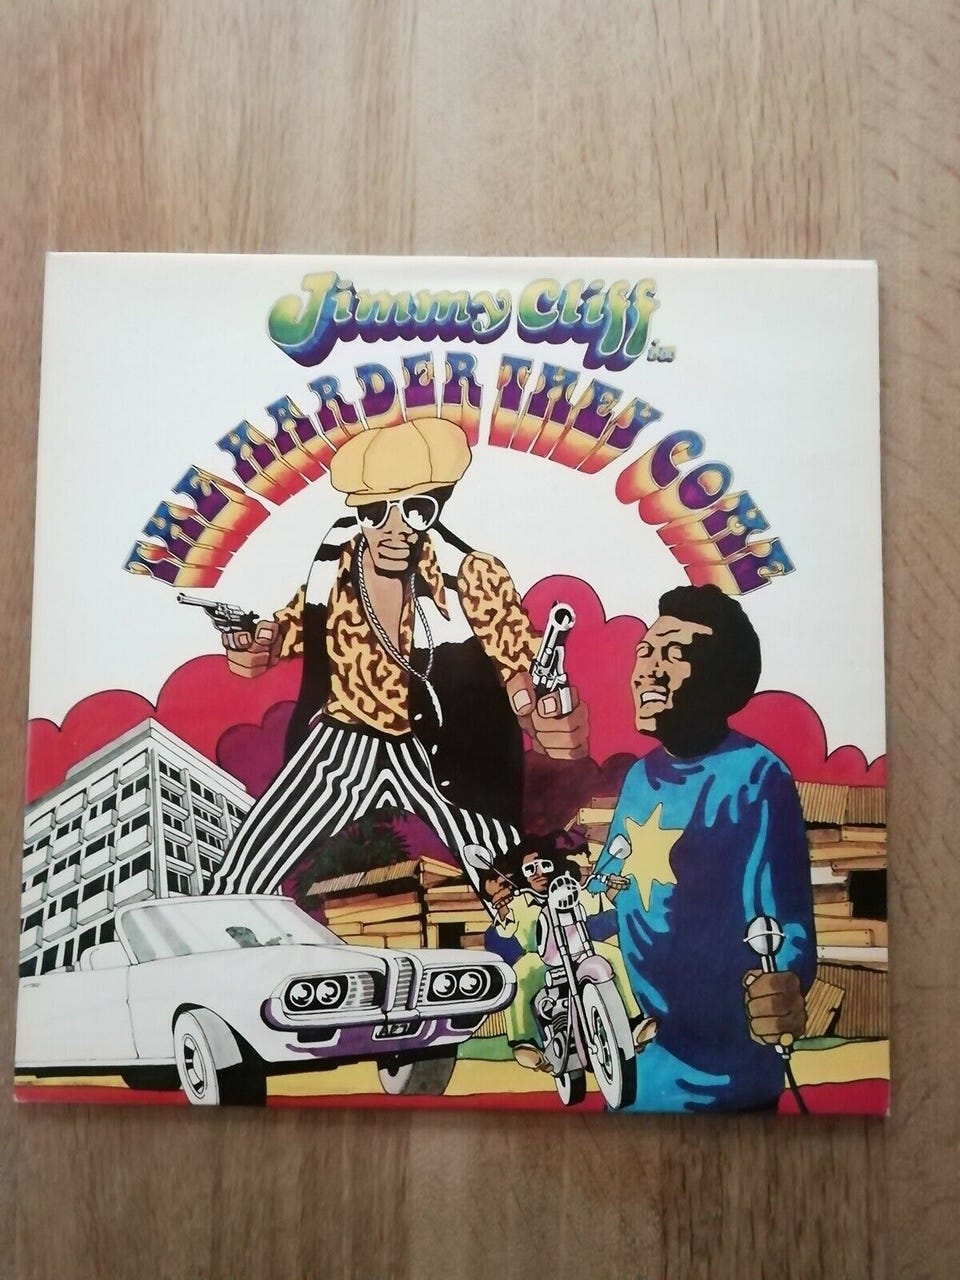 Jimmy Cliff
in
THE HARDER THEY COME